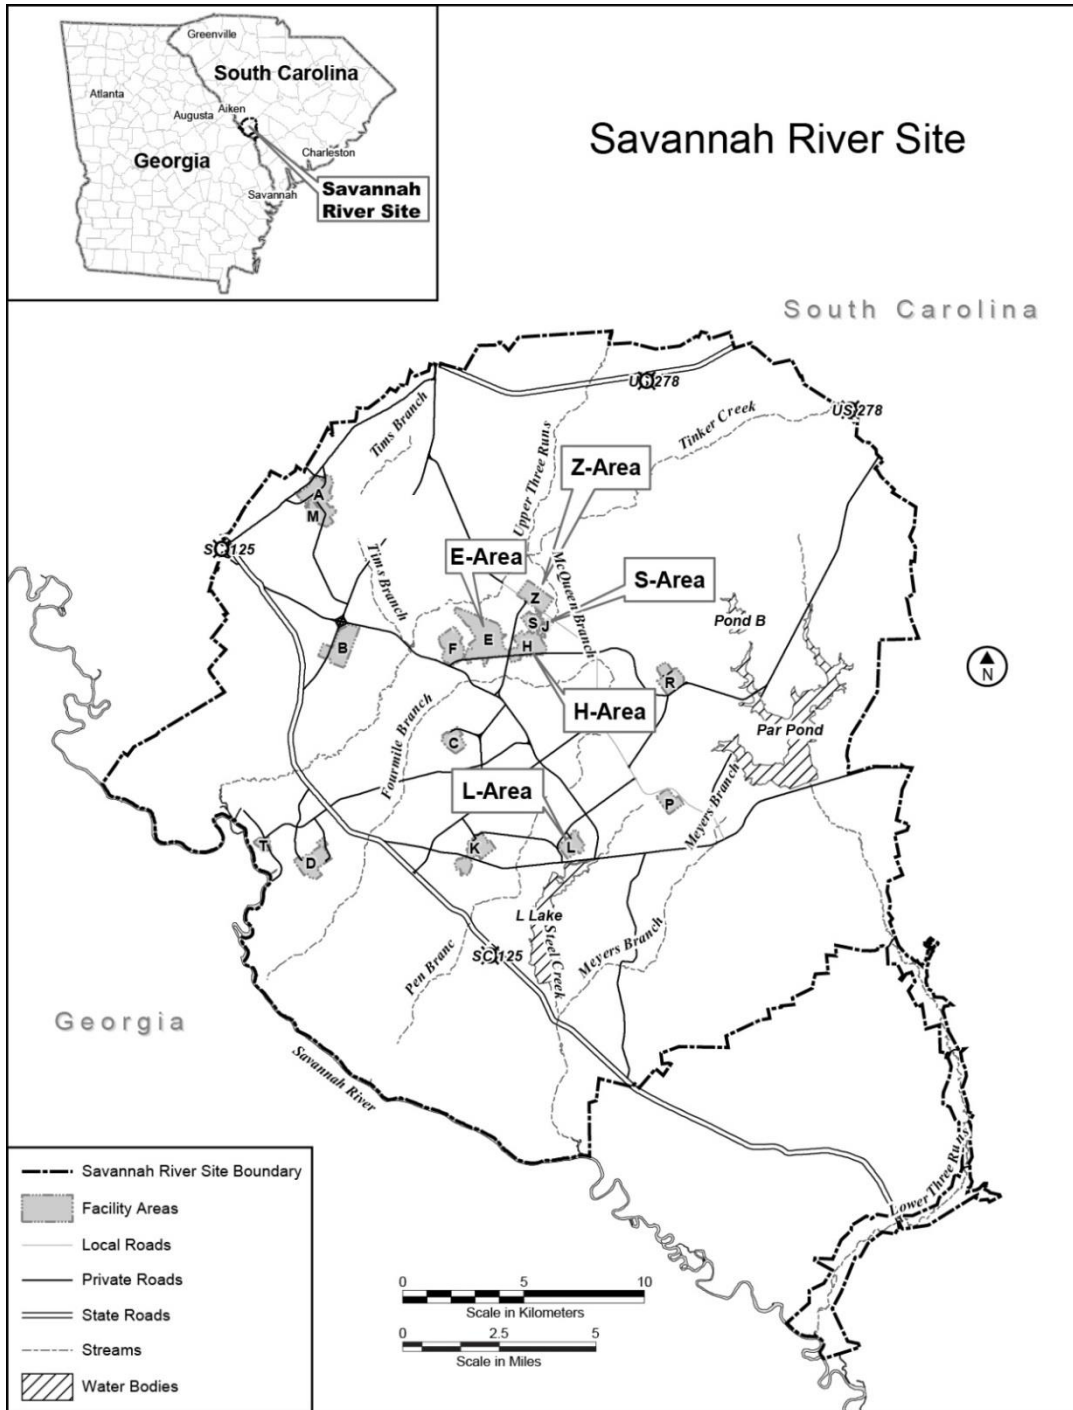 Greenville
South Carolina
Atlanta
Aiken
Augusta
Georgia
Charleston
Savannah
Savannah
River Site
Savannah River Site
South Carolina
US 278
US 278
Tims Branch
Tinker Creek
Upper Three Runs
Z-Area
A
M
SC 125
E-Area
Tims Branch
McQueen Branch
S-Area
Z
S
J
Pond B
B
F
E
H
N
R
H-Area
Fourmile Branch
C
Par Pond
L-Area
P
Meyers Branch
T
D
K
L
L Lake
Steel Creek
Meyers Branch
Pen Branc
SC 125
Georgia
Savannah River
Lower Three Runs
Savannah River Site Boundary
Facility Areas
Local Roads
Private Roads
State Roads
Streams
Water Bodies
0 5 10
Scale in Kilometers
0 2.5 5
Scale in Miles